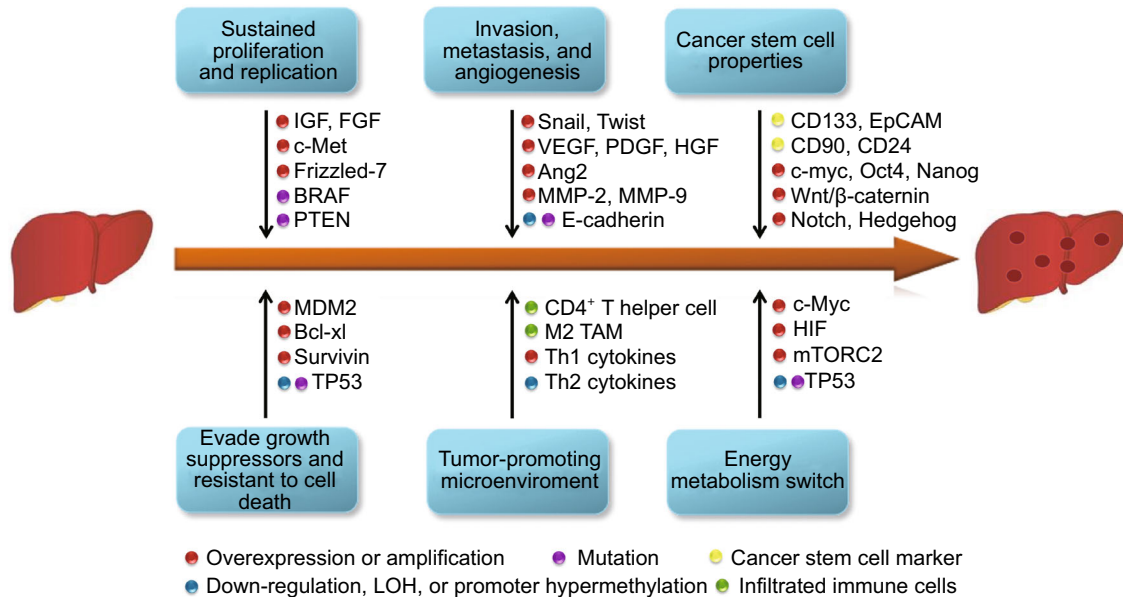 Sustained
proliferation
and replication
Invasion,
metastasis, and
angiogenesis
Cancer stem cell
properties
IGF, FGF
c-Met
Frizzled-7
BRAF
PTEN
Snail, Twist
VEGF, PDGF, HGF
Ang2
MMP-2, MMP-9
E-cadherin
CD133, EpCAM
CD90, CD24
c-myc, Oct4, Nanog
Wnt/β-caternin
Notch, Hedgehog
MDM2
Bcl-xl
Survivin
TP53
CD4⁺ T helper cell
M2 TAM
Th1 cytokines
Th2 cytokines
c-Myc
HIF
mTORC2
TP53
Evade growth
suppressors and
resistant to cell
death
Tumor-promoting
microenviroment
Energy
metabolism switch
Overexpression or amplification
Mutation
Cancer stem cell marker
Down-regulation, LOH, or promoter hypermethylation
Infiltrated immune cells